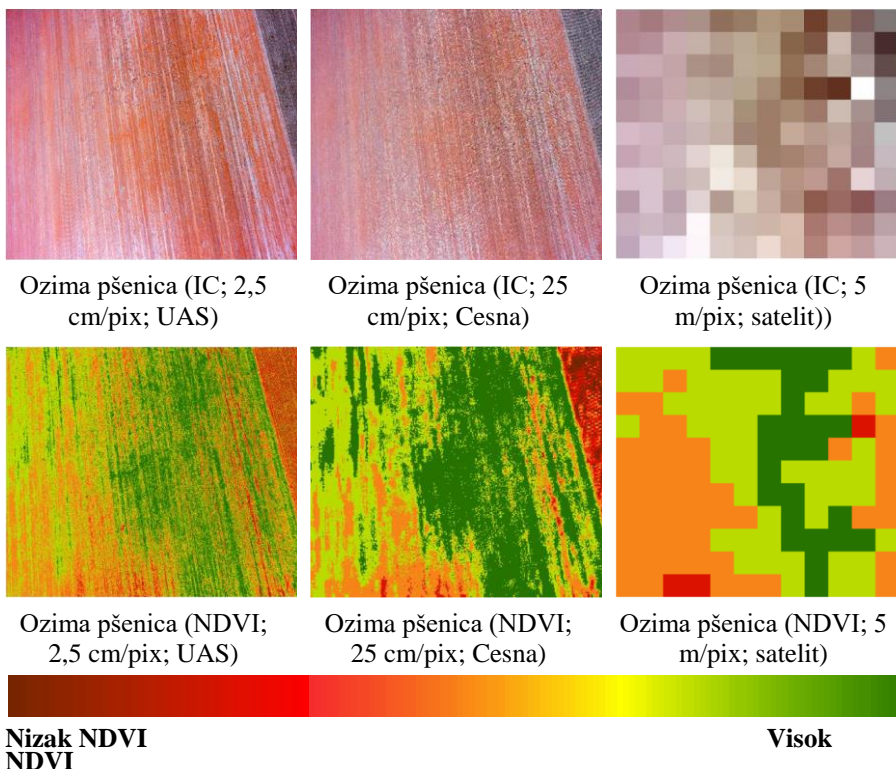 Ozima pšenica (IC; 2,5
cm/pix; UAS)
Ozima pšenica (IC; 25
cm/pix; Cesna)
Ozima pšenica (IC; 5
m/pix; satelit))
Ozima pšenica (NDVI;
2,5 cm/pix; UAS)
Ozima pšenica (NDVI;
25 cm/pix; Cesna)
Ozima pšenica (NDVI; 5
m/pix; satelit)
Nizak NDVI Visok
NDVI